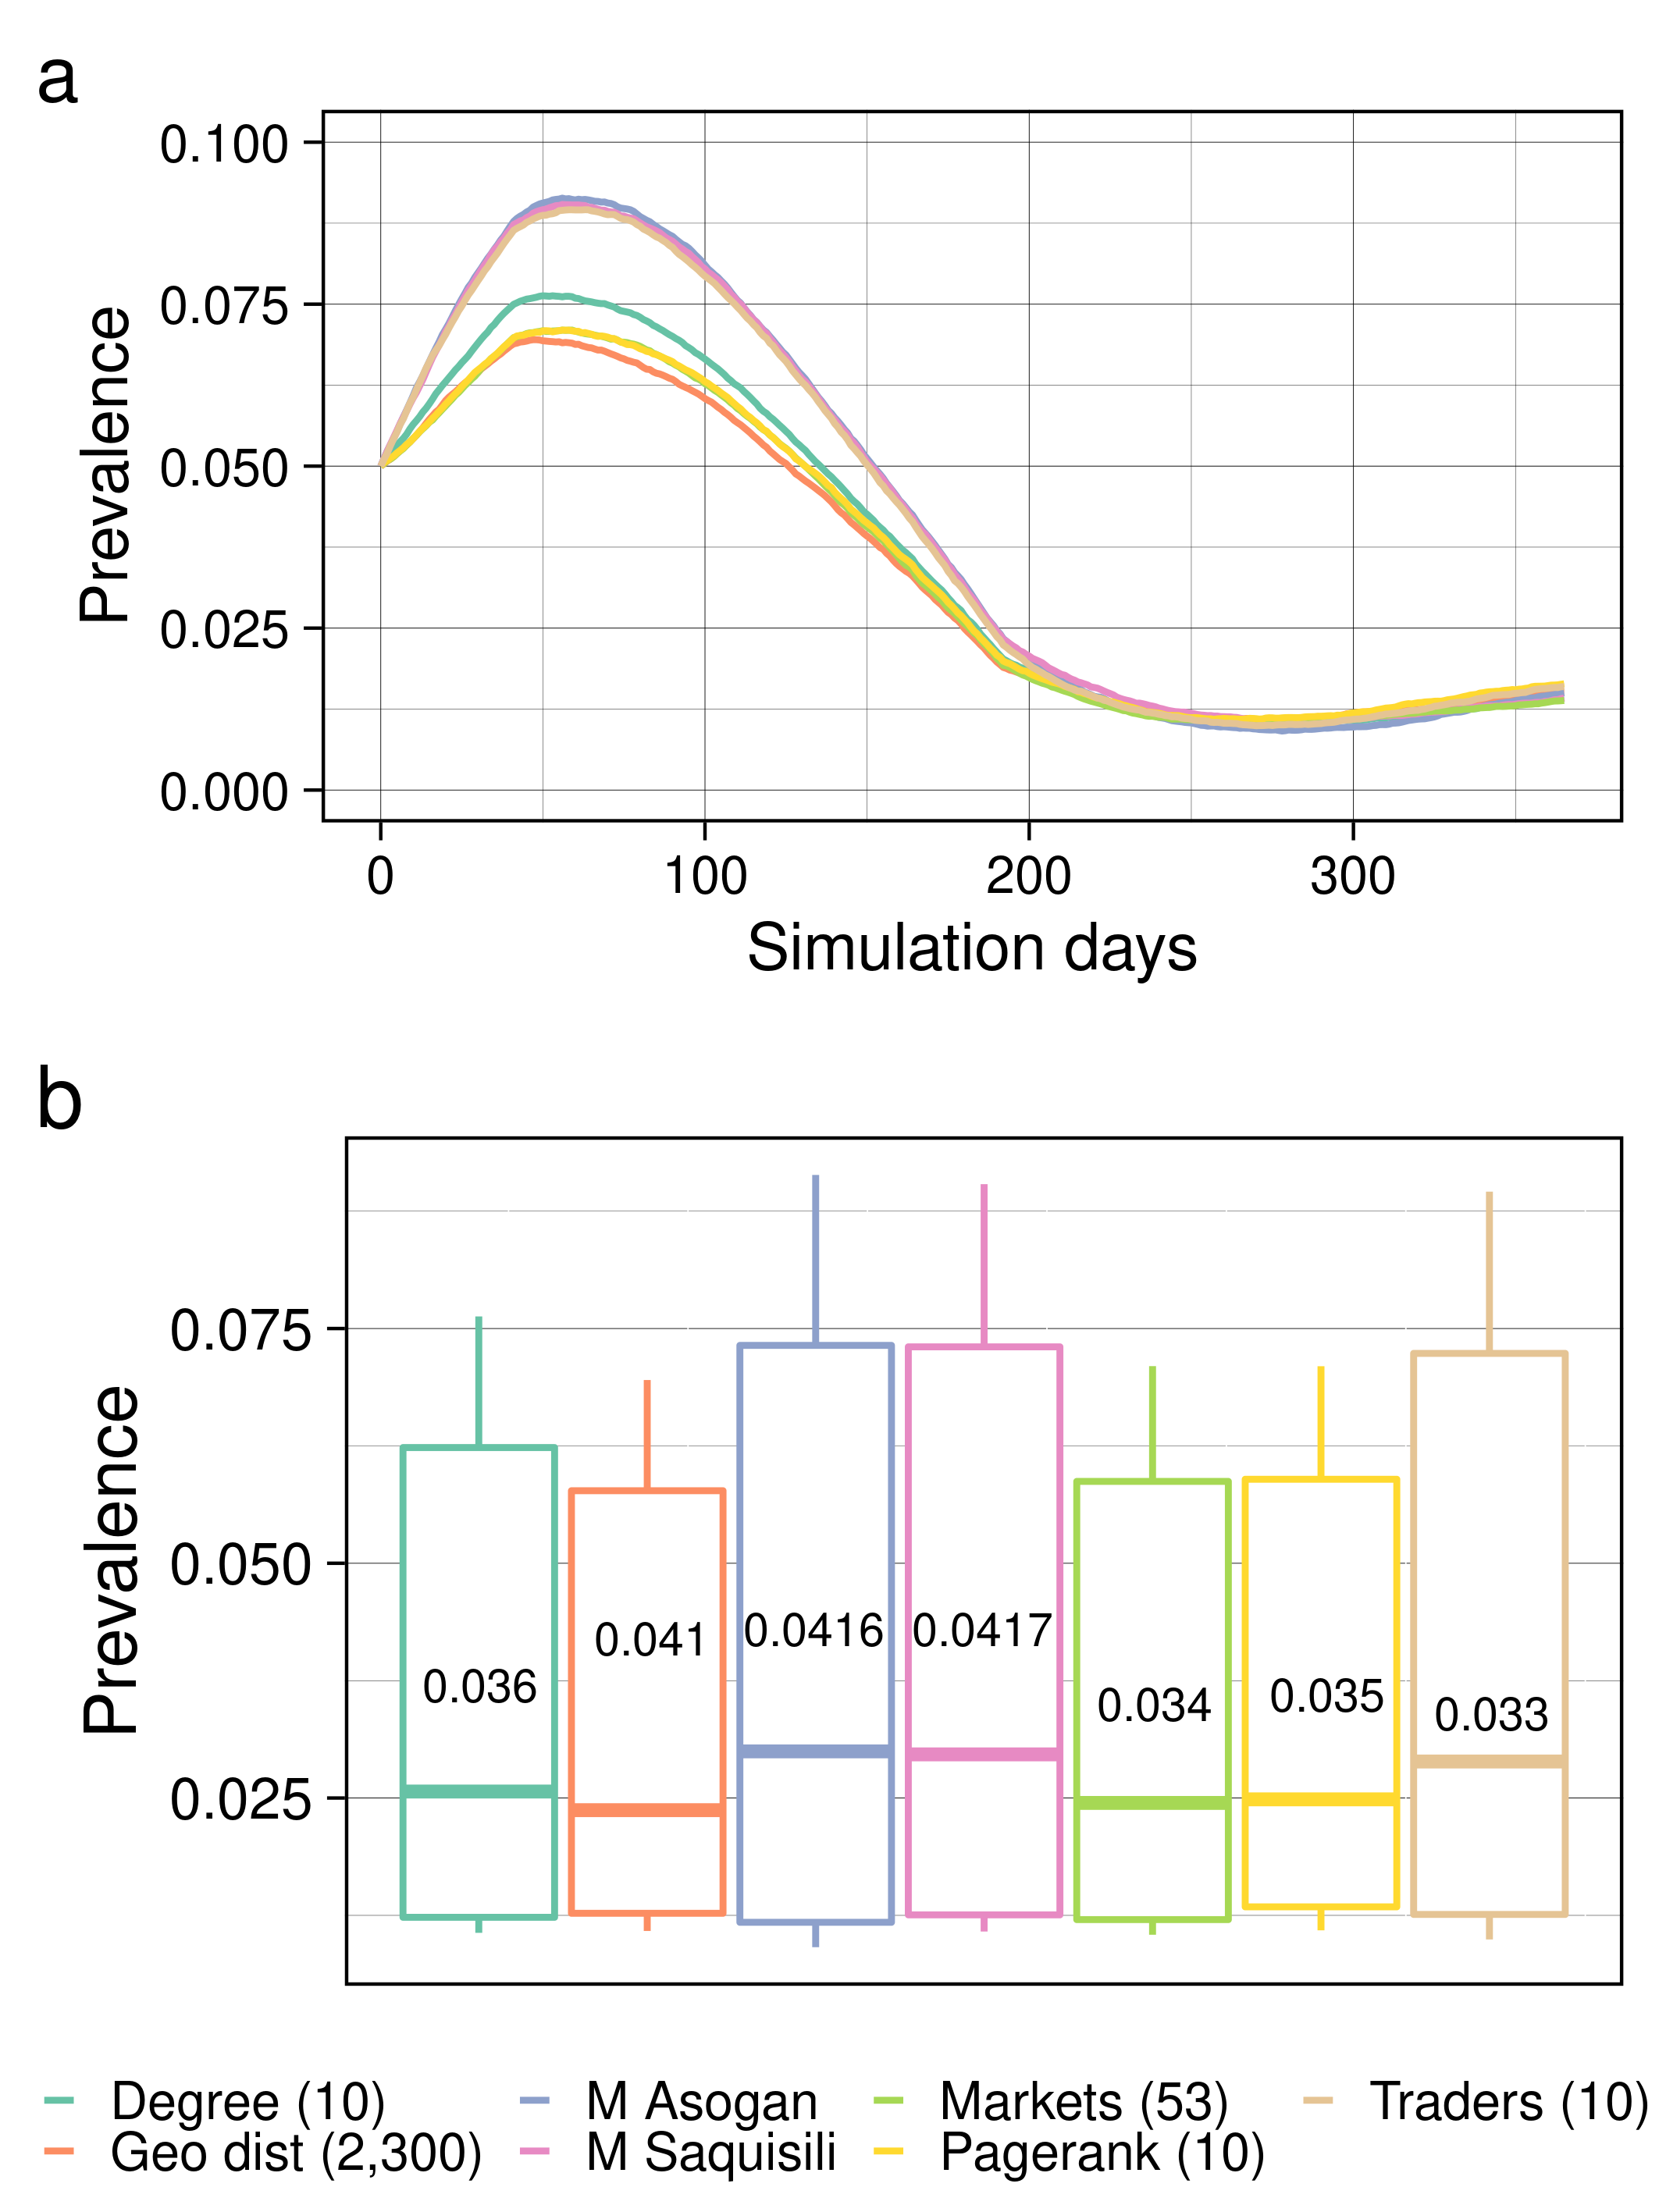 a
0.100
0.075
0.050
0.025
0.000
Prevalence
0 100 200 300
Simulation days
b
0.075
0.050
0.025
Prevalence
0.036 0.041 0.0416 0.0417 0.034 0.035 0.033
Degree (10) M Asogan Markets (53) Traders (10)
Geo dist (2,300) M Saquisili Pagerank (10)